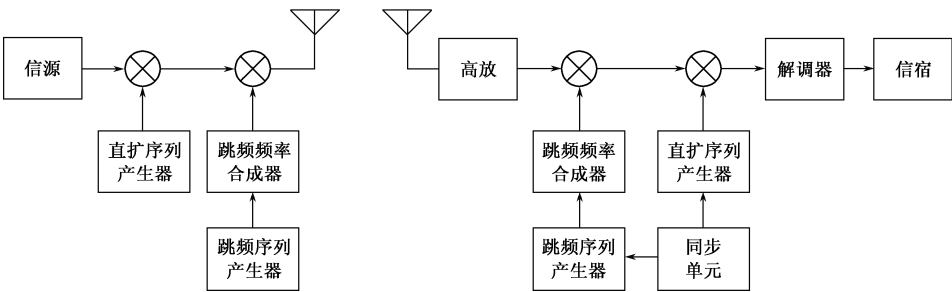 信源
高放
解调器
信宿
直扩序列
产生器
跳频频率
合成器
跳频频率
合成器
直扩序列
产生器
跳频序列
产生器
跳频序列
产生器
同步
单元